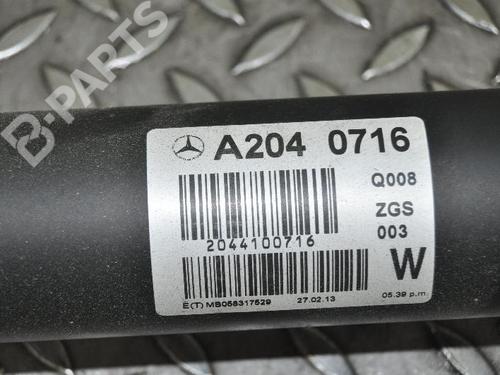 B-PARTS
A204 0716
Q008
ZGS
003
2044100716
W
E(T) MB058317529 27.02.13 05.39 p.m.